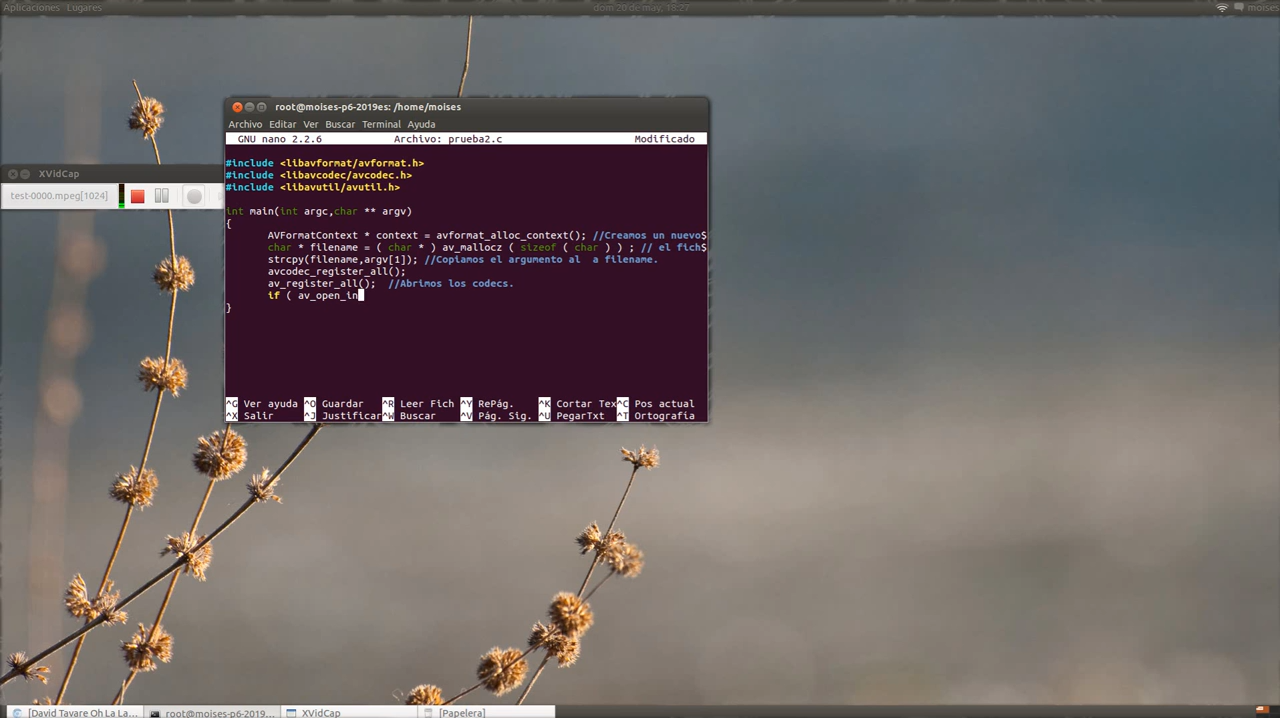 Aplicaciones Lugares
dom 20 de may, 18:27
moises
root@moises-p6-2019es: /home/moises
Archivo Editar Ver Buscar Terminal Ayuda
GNU nano 2.2.6 Archivo: prueba2.c Modificado
#include <libavformat/avformat.h>
#include <libavcodec/avcodec.h>
#include <libavutil/avutil.h>
int main(int argc,char ** argv)
{
AVFormatContext * context = avformat_alloc_context(); //Creamos un nuevo$
char * filename = ( char * ) av_mallocz ( sizeof ( char ) ) ; // el fich$
strcpy(filename,argv[1]); //Copiamos el argumento al  a filename.
avcodec_register_all();
av_register_all();  //Abrimos los codecs.
if ( av_open_in
}
^G Ver ayuda ^O Guardar ^R Leer Fich ^Y RePág. ^K Cortar Tex ^C Pos actual
^X Salir ^J Justificar ^W Buscar ^V Pág. Sig. ^U PegarTxt ^T Ortografía
XVidCap
test-0000.mpeg[1024]
[David Tavare Oh La La... root@moises-p6-2019... XVidCap [Papelera]